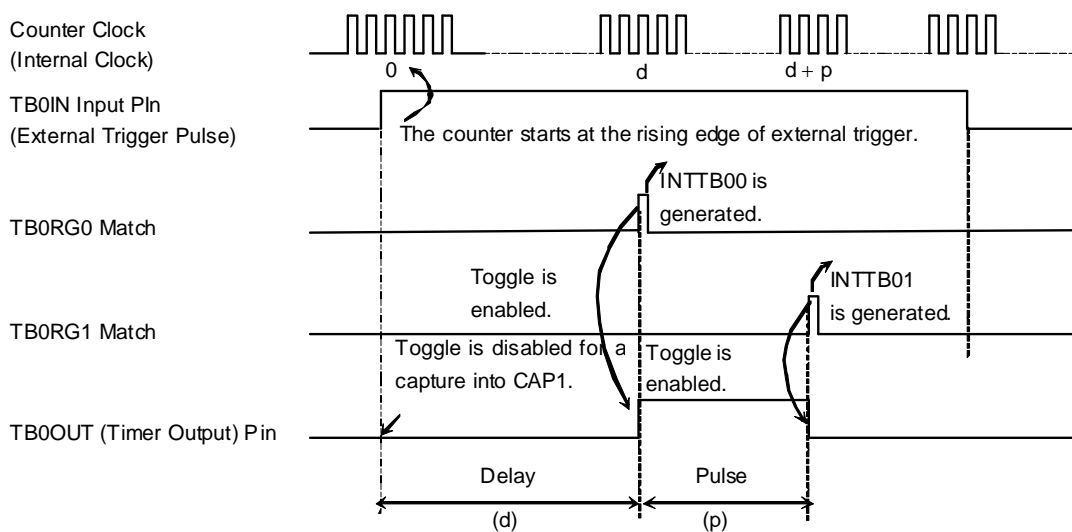 Counter Clock
(Internal Clock)
0
d
d + p
TB0IN Input PIn
(External Trigger Pulse)
The counter starts at the rising edge of external trigger.
INTTB00 is
generated.
TB0RG0 Match
Toggle is
enabled.
INTTB01
is generated.
TB0RG1 Match
Toggle is disabled for a
capture into CAP1.
Toggle is
enabled.
TB0OUT (Timer Output) Pin
Delay
Pulse
(d)
(p)